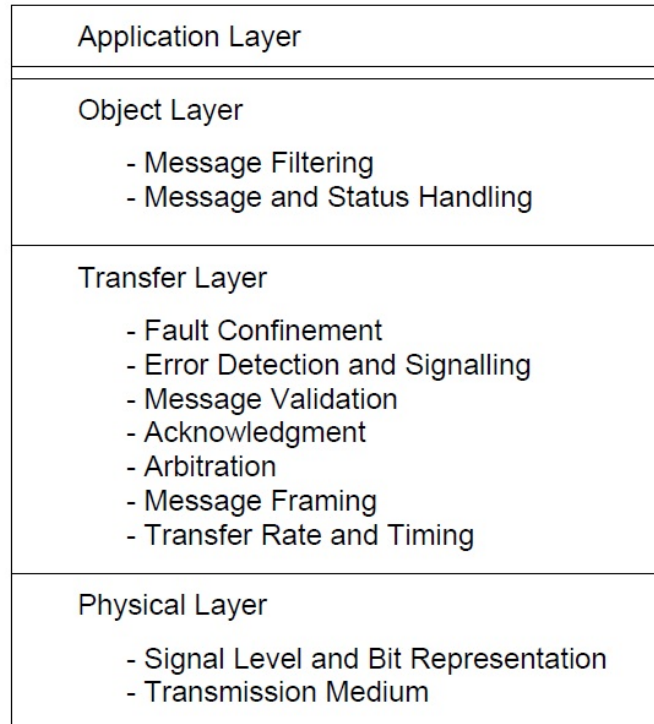 Application Layer
Object Layer
- Message Filtering
- Message and Status Handling
Transfer Layer
- Fault Confinement
- Error Detection and Signalling
- Message Validation
- Acknowledgment
- Arbitration
- Message Framing
- Transfer Rate and Timing
Physical Layer
- Signal Level and Bit Representation
- Transmission Medium